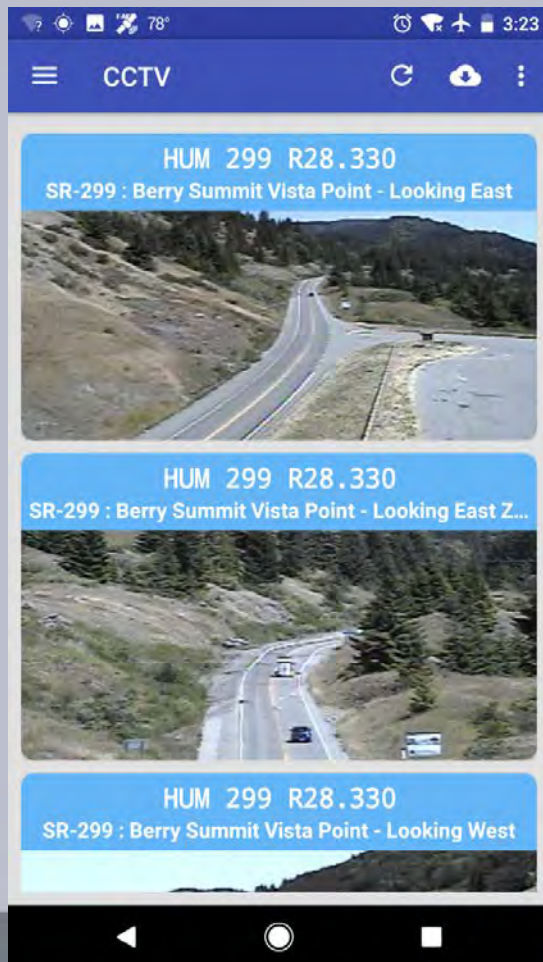 78°
3:23
CCTV
HUM 299 R28.330
SR-299 : Berry Summit Vista Point - Looking East
HUM 299 R28.330
SR-299 : Berry Summit Vista Point - Looking East Z...
HUM 299 R28.330
SR-299 : Berry Summit Vista Point - Looking West